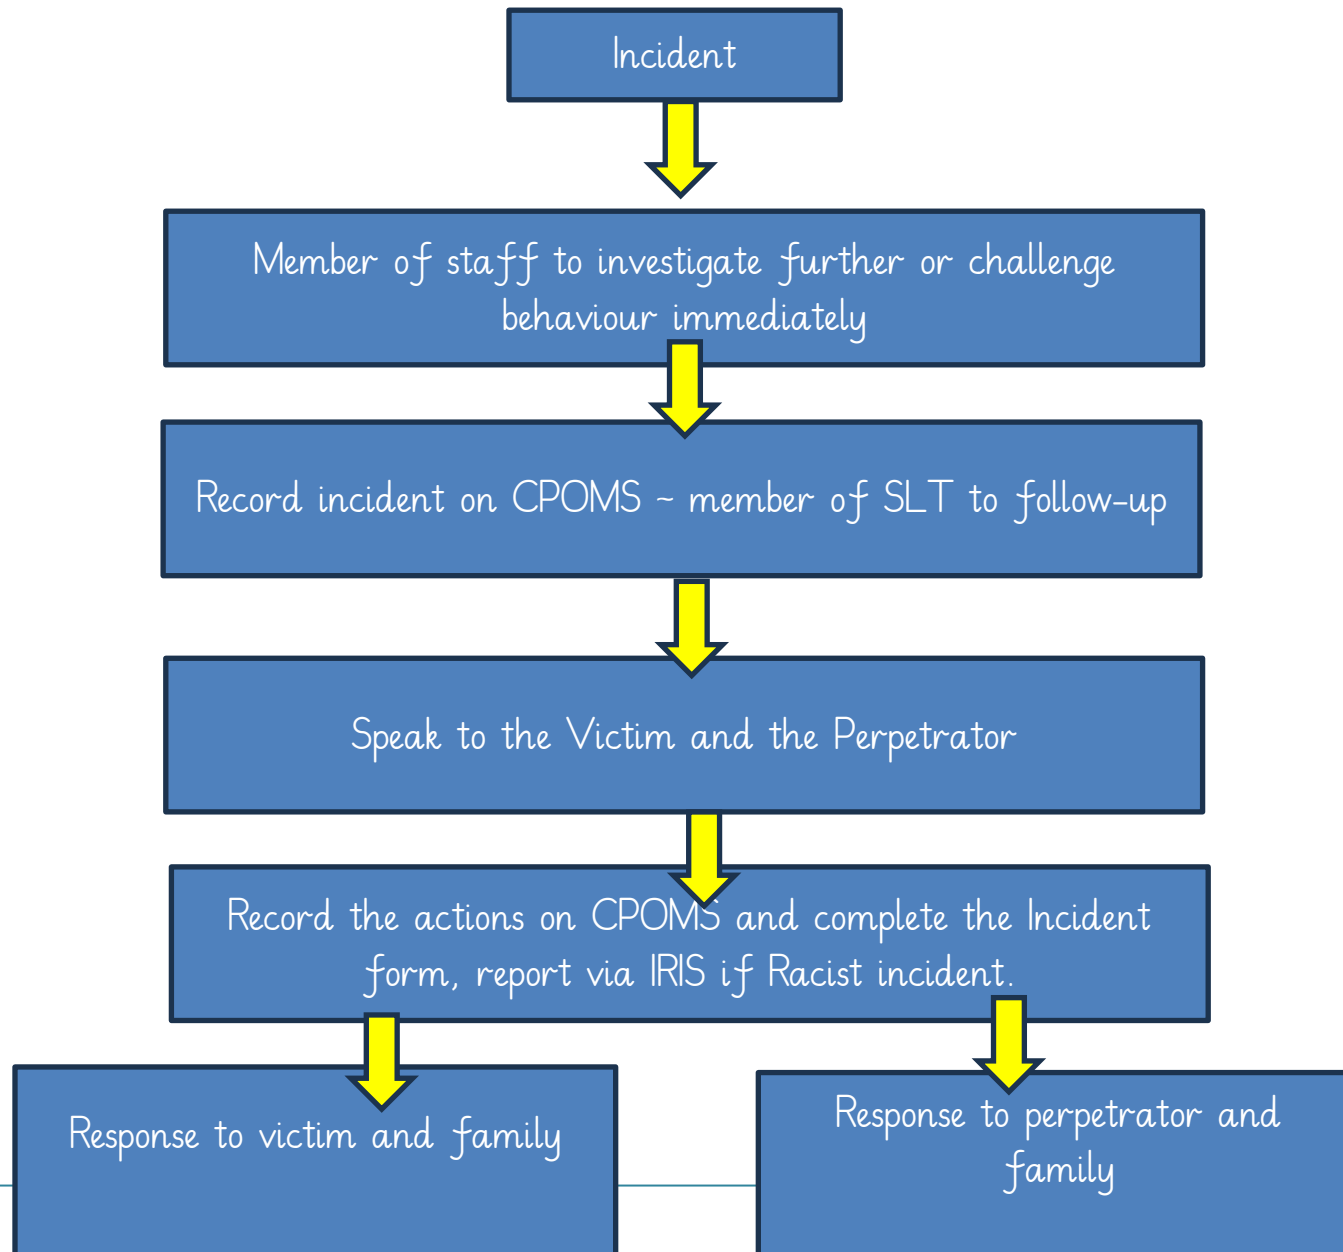 Incident
Member of staff to investigate further or challenge
behaviour immediately
Record incident on CPOMS ~ member of SLT to follow-up
Speak to the Victim and the Perpetrator
Record the actions on CPOMS and complete the Incident
form, report via IRIS if Racist incident.
Response to victim and family
Response to perpetrator and
family